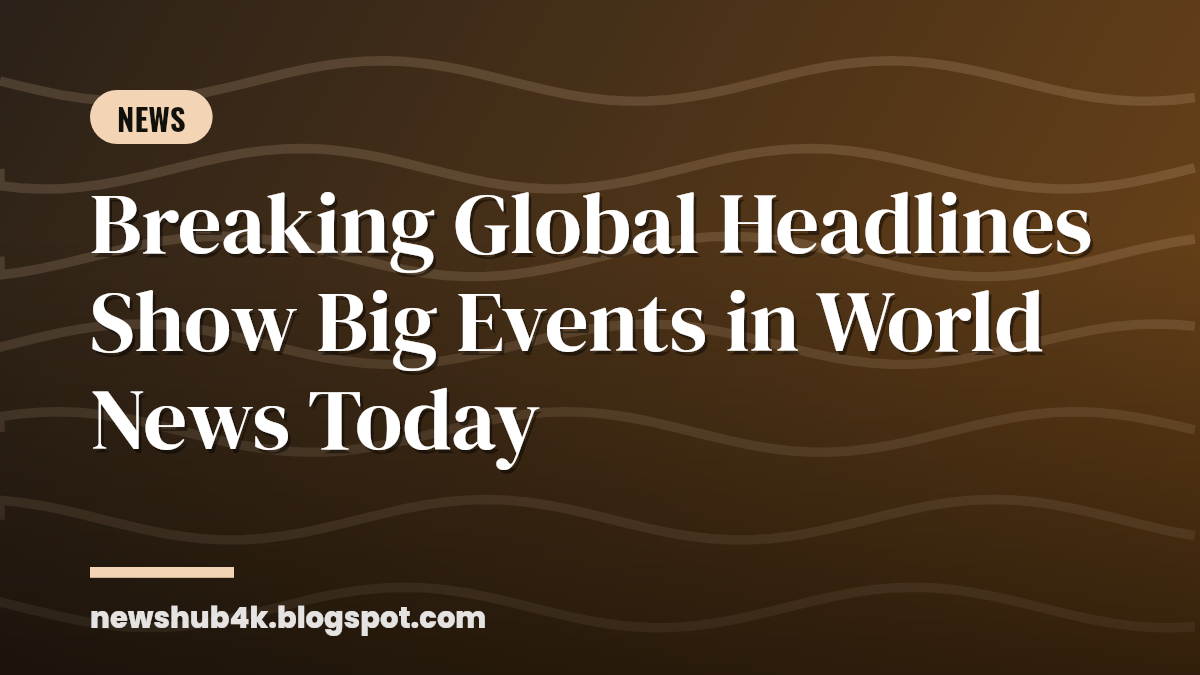 NEWS
Breaking Global Headlines
Show Big Events in World
News Today
newshub4k.blogspot.com